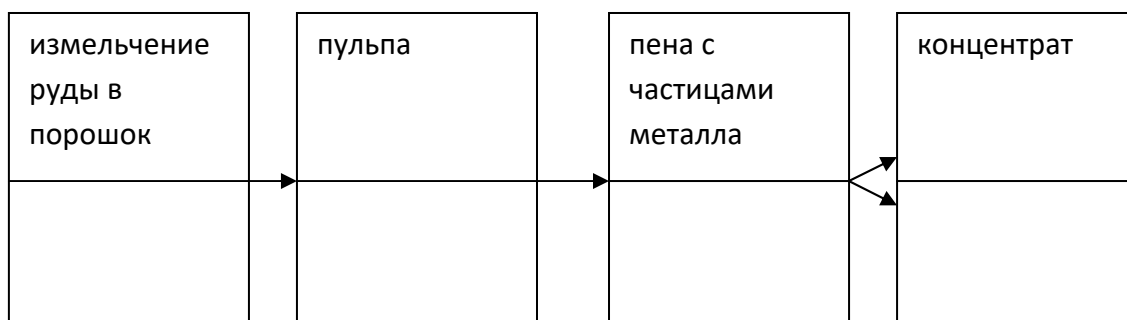 измельчение
руды в
порошок
пульпа
пена с
частицами
металла
концентрат